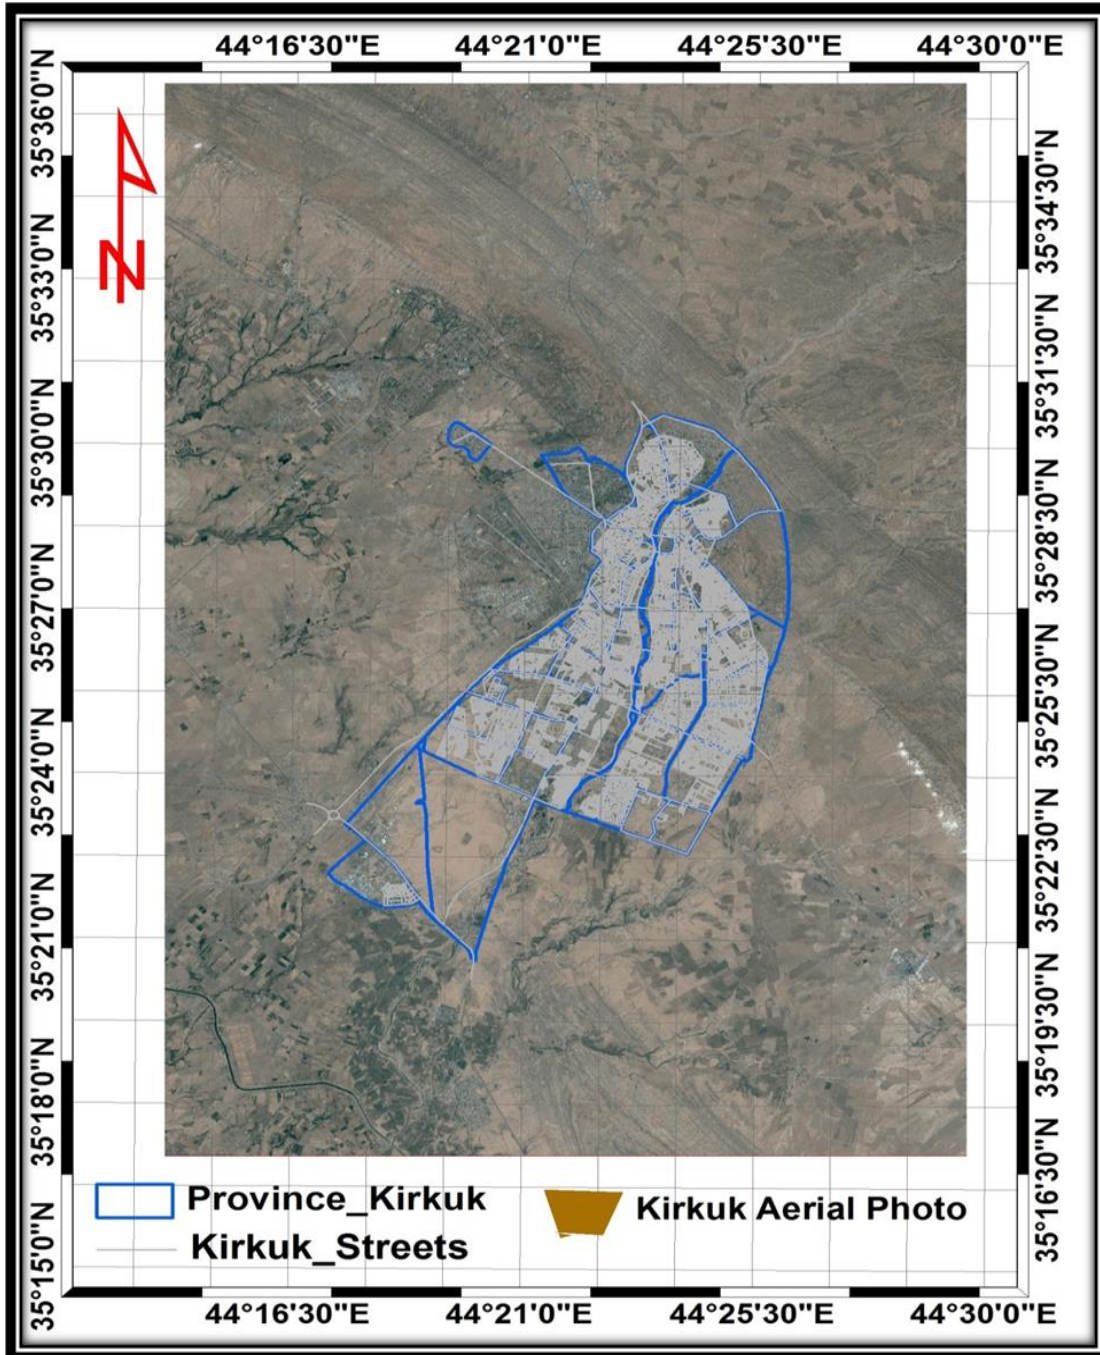 44°16'30"E 44°21'0"E 44°25'30"E 44°30'0"E
35°36'0"N
35°33'0"N
35°30'0"N
35°27'0"N
35°24'0"N
35°21'0"N
35°18'0"N
35°15'0"N
N
35°34'30"N
35°31'30"N
35°28'30"N
35°25'30"N
35°22'30"N
35°19'30"N
35°16'30"N
Province_Kirkuk
Kirkuk_Streets
Kirkuk Aerial Photo
44°16'30"E 44°21'0"E 44°25'30"E 44°30'0"E